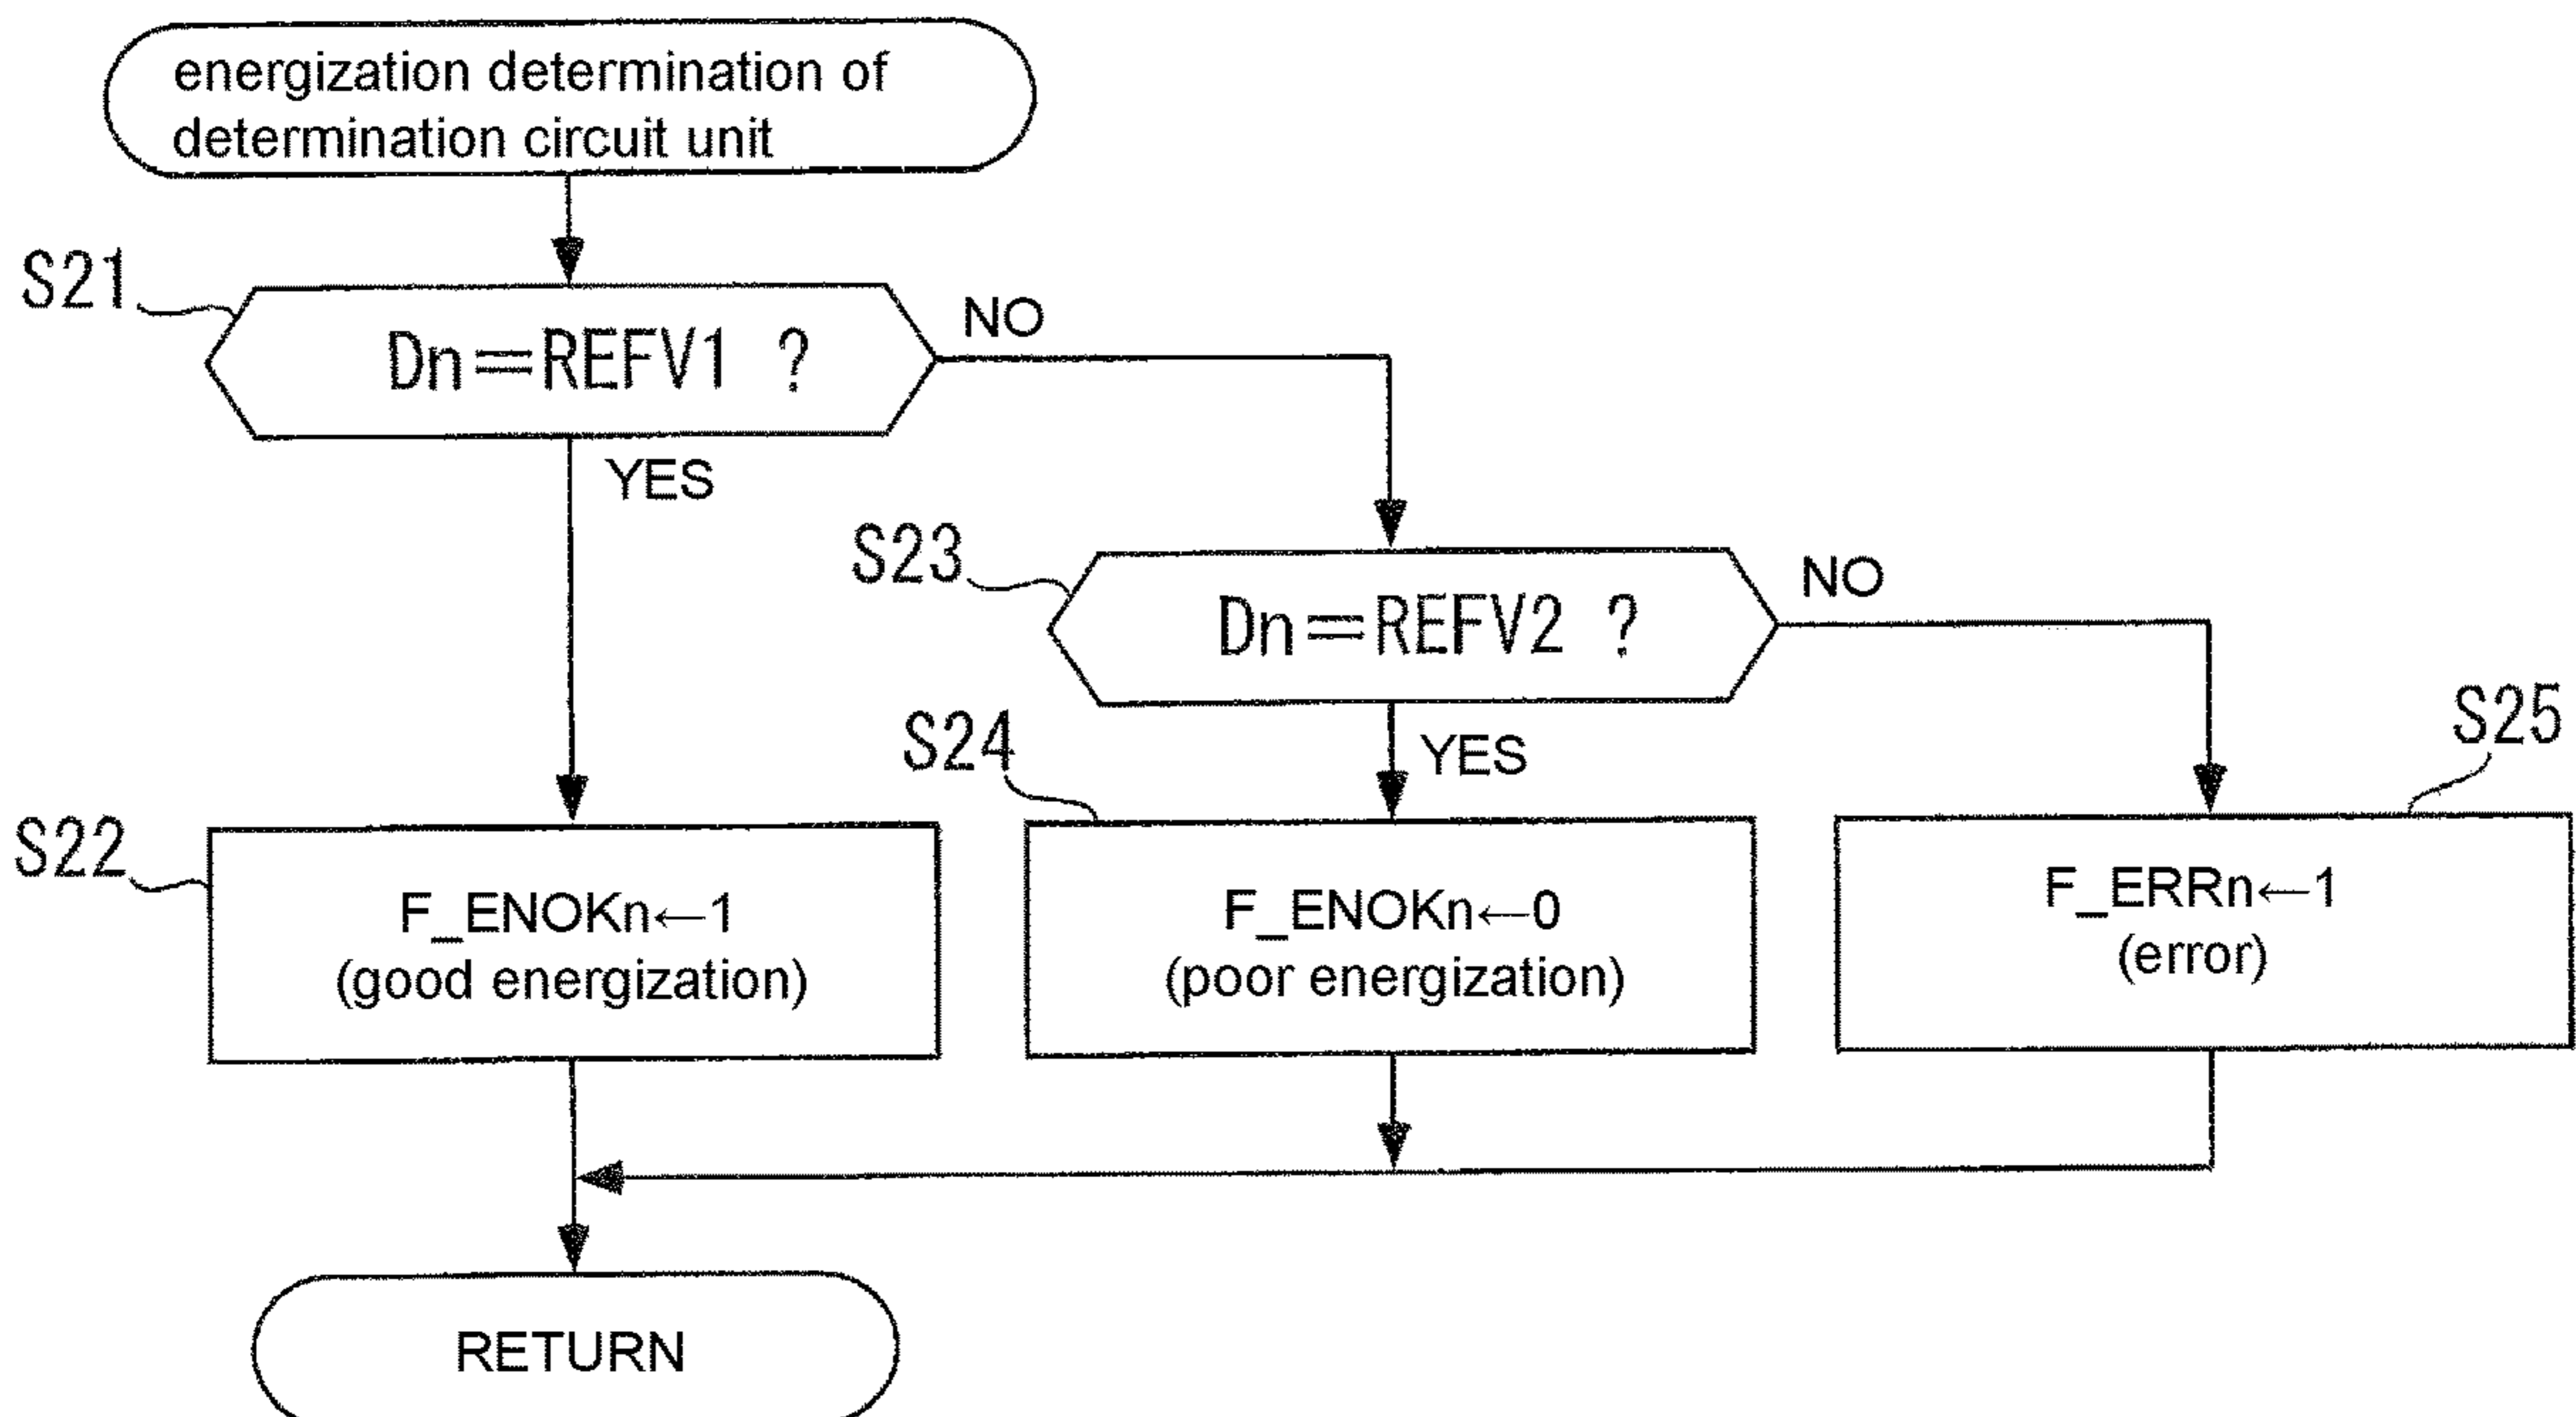 energization determination of
determination circuit unit
S21
Dn=REFV1 ?
NO
YES
S23
Dn=REFV2 ?
NO
S24
YES
S25
S22
F_ENOKn←1
(good energization)
F_ENOKn←0
(poor energization)
F_ERRn←1
(error)
RETURN